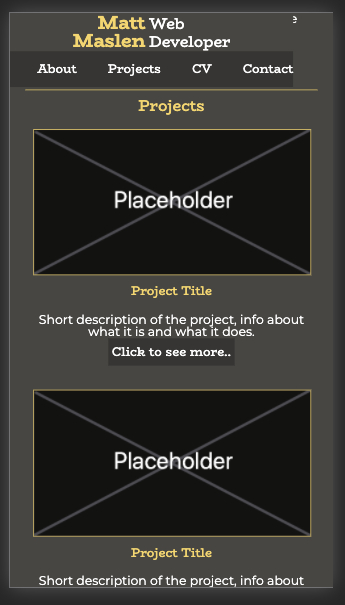 Matt Web
Maslen Developer
e
About Projects CV Contact
Projects
Placeholder
Project Title
Short description of the project, info about
what it is and what it does.
Click to see more..
Placeholder
Project Title
Short description of the project, info about